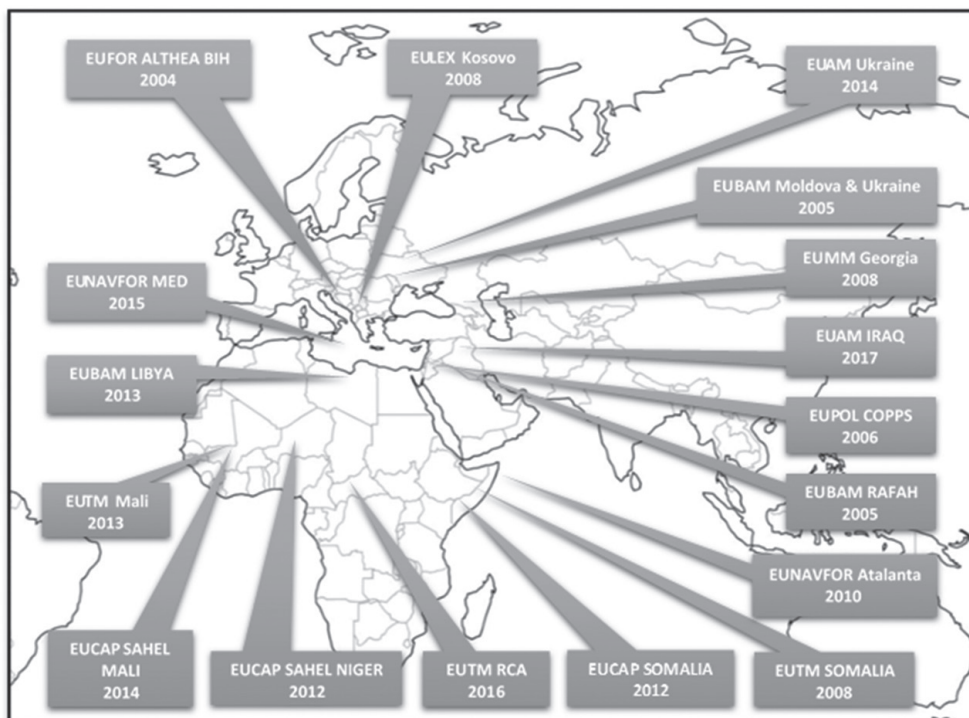 EUFOR ALTHEA BIH
2004
EULEX Kosovo
2008
EUAM Ukraine
2014
EUBAM Moldova & Ukraine
2005
EUNAVFOR MED
2015
EUMM Georgia
2008
EUAM IRAQ
2017
EUBAM LIBYA
2013
EUPOL COPPS
2006
EUTM Mali
2013
EUBAM RAFAH
2005
EUNAVFOR Atalanta
2010
EUCAP SAHEL
MALI
2014
EUCAP SAHEL NIGER
2012
EUTM RCA
2016
EUCAP SOMALIA
2012
EUTM SOMALIA
2008